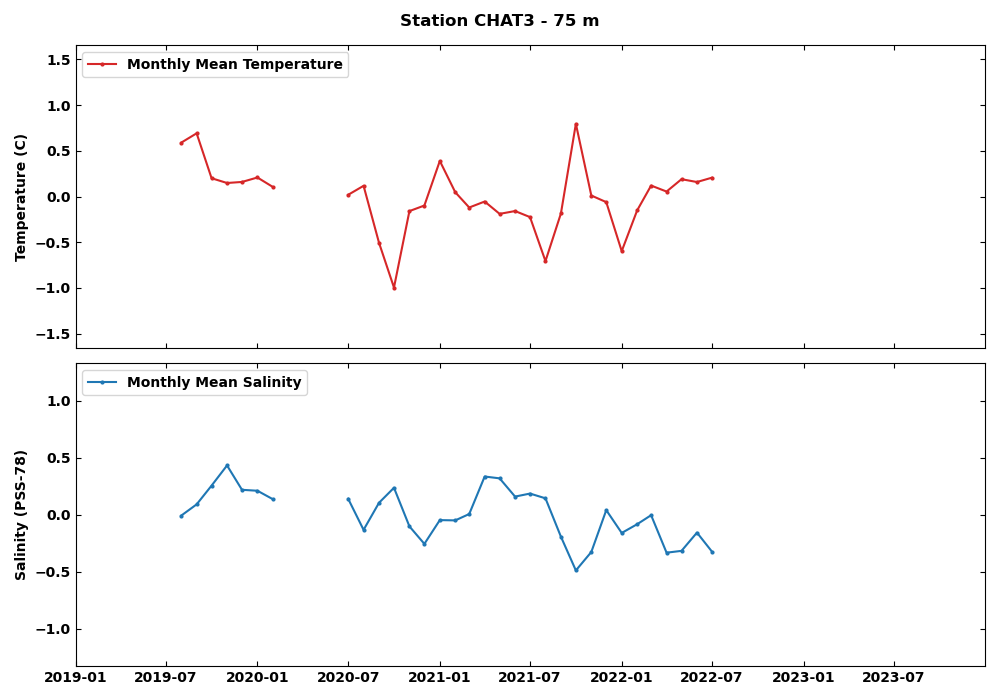 Station CHAT3 - 75 m
Monthly Mean Temperature
Temperature (C)
1.5
1.0
0.5
0.0
−0.5
−1.0
−1.5
Monthly Mean Salinity
Salinity (PSS-78)
1.0
0.5
0.0
−0.5
−1.0
2019-01 2019-07 2020-01 2020-07 2021-01 2021-07 2022-01 2022-07 2023-01 2023-07